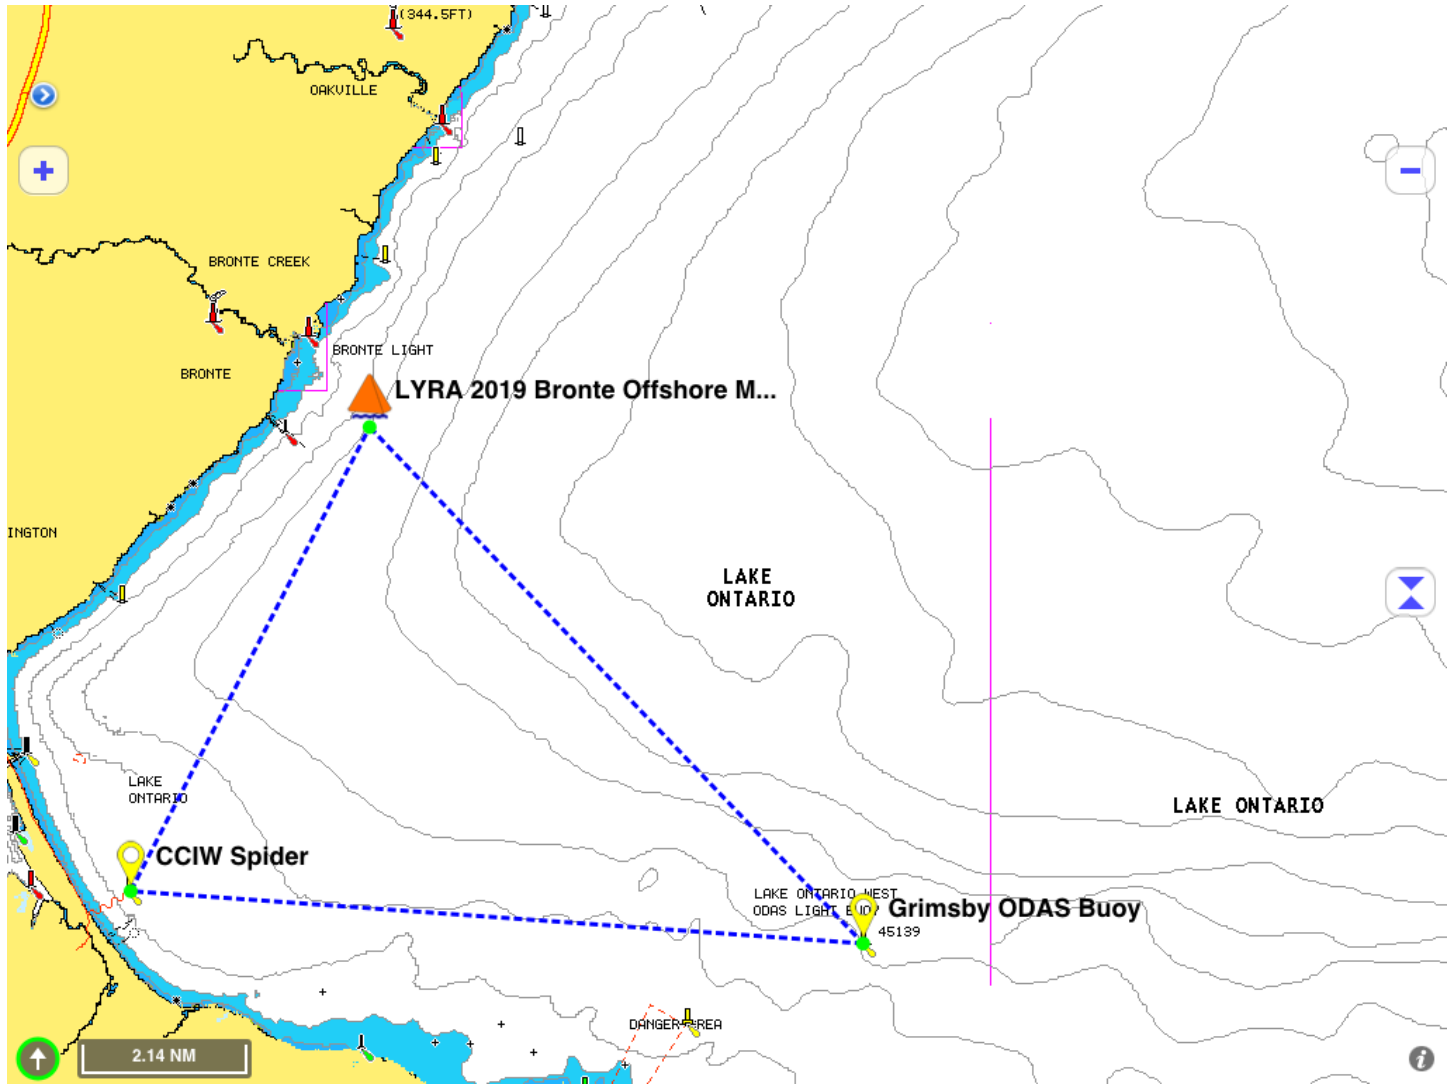 (344.5FT)
OAKVILLE
BRONTE CREEK
BRONTE LIGHT
BRONTE
LYRA 2019 Bronte Offshore M...
INGTON
LAKE
ONTARIO
LAKE
ONTARIO
LAKE ONTARIO
CCIW Spider
LAKE ONTARIO WEST
ODAS LIGHT BUOY
Grimsby ODAS Buoy
45139
DANGER AREA
2.14 NM